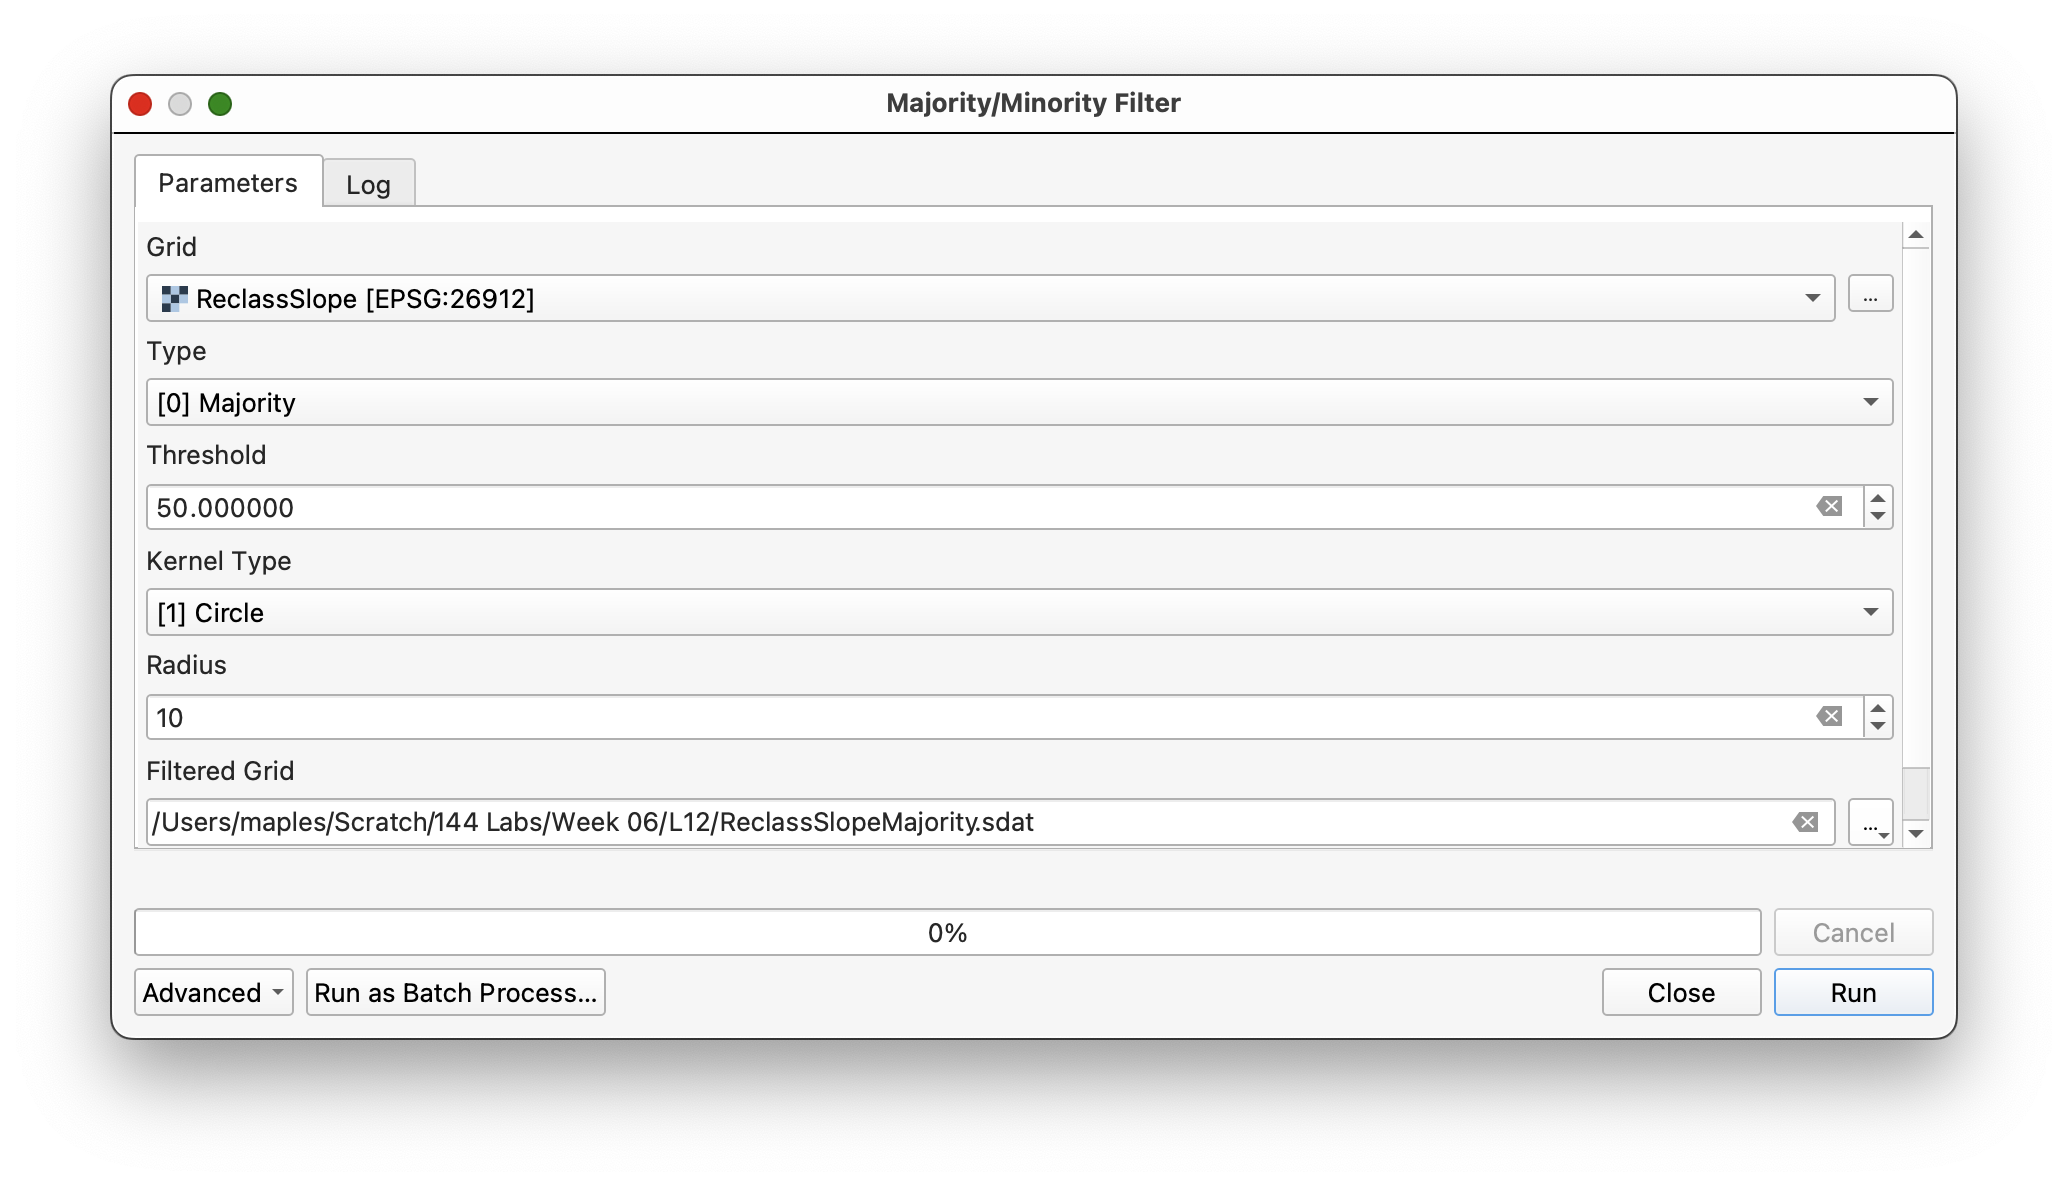 Majority/Minority Filter
Parameters
Log
Grid
ReclassSlope [EPSG:26912]
...
Type
[0] Majority
Threshold
50.000000
Kernel Type
[1] Circle
Radius
10
Filtered Grid
/Users/maples/Scratch/144 Labs/Week 06/L12/ReclassSlopeMajority.sdat
...
0%
Cancel
Advanced
Run as Batch Process...
Close
Run